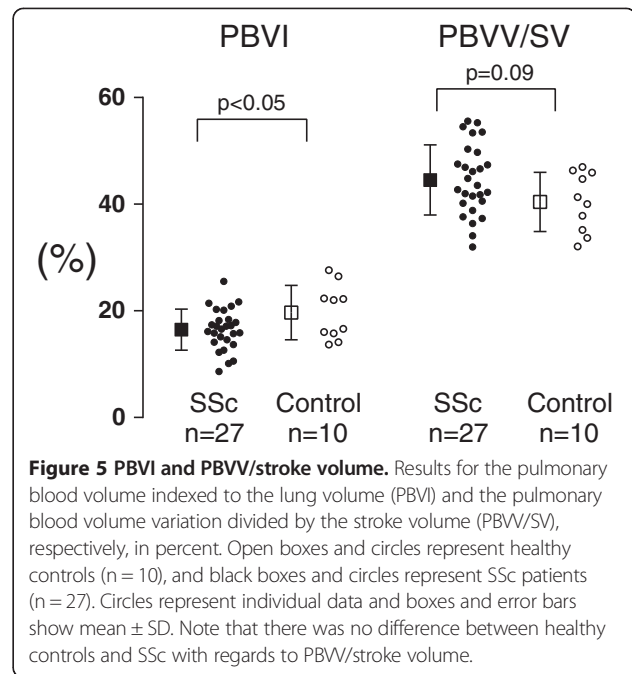 PBVI PBVV/SV
p<0.05 p=0.09
60
40
(%)
20
0
SSc Control SSc Control
n=27 n=10 n=27 n=10
Figure 5 PBVI and PBVV/stroke volume. Results for the pulmonary
blood volume indexed to the lung volume (PBVI) and the pulmonary
blood volume variation divided by the stroke volume (PBVV/SV),
respectively, in percent. Open boxes and circles represent healthy
controls (n = 10), and black boxes and circles represent SSc patients
(n = 27). Circles represent individual data and boxes and error bars
show mean ± SD. Note that there was no difference between healthy
controls and SSc with regards to PBVV/stroke volume.